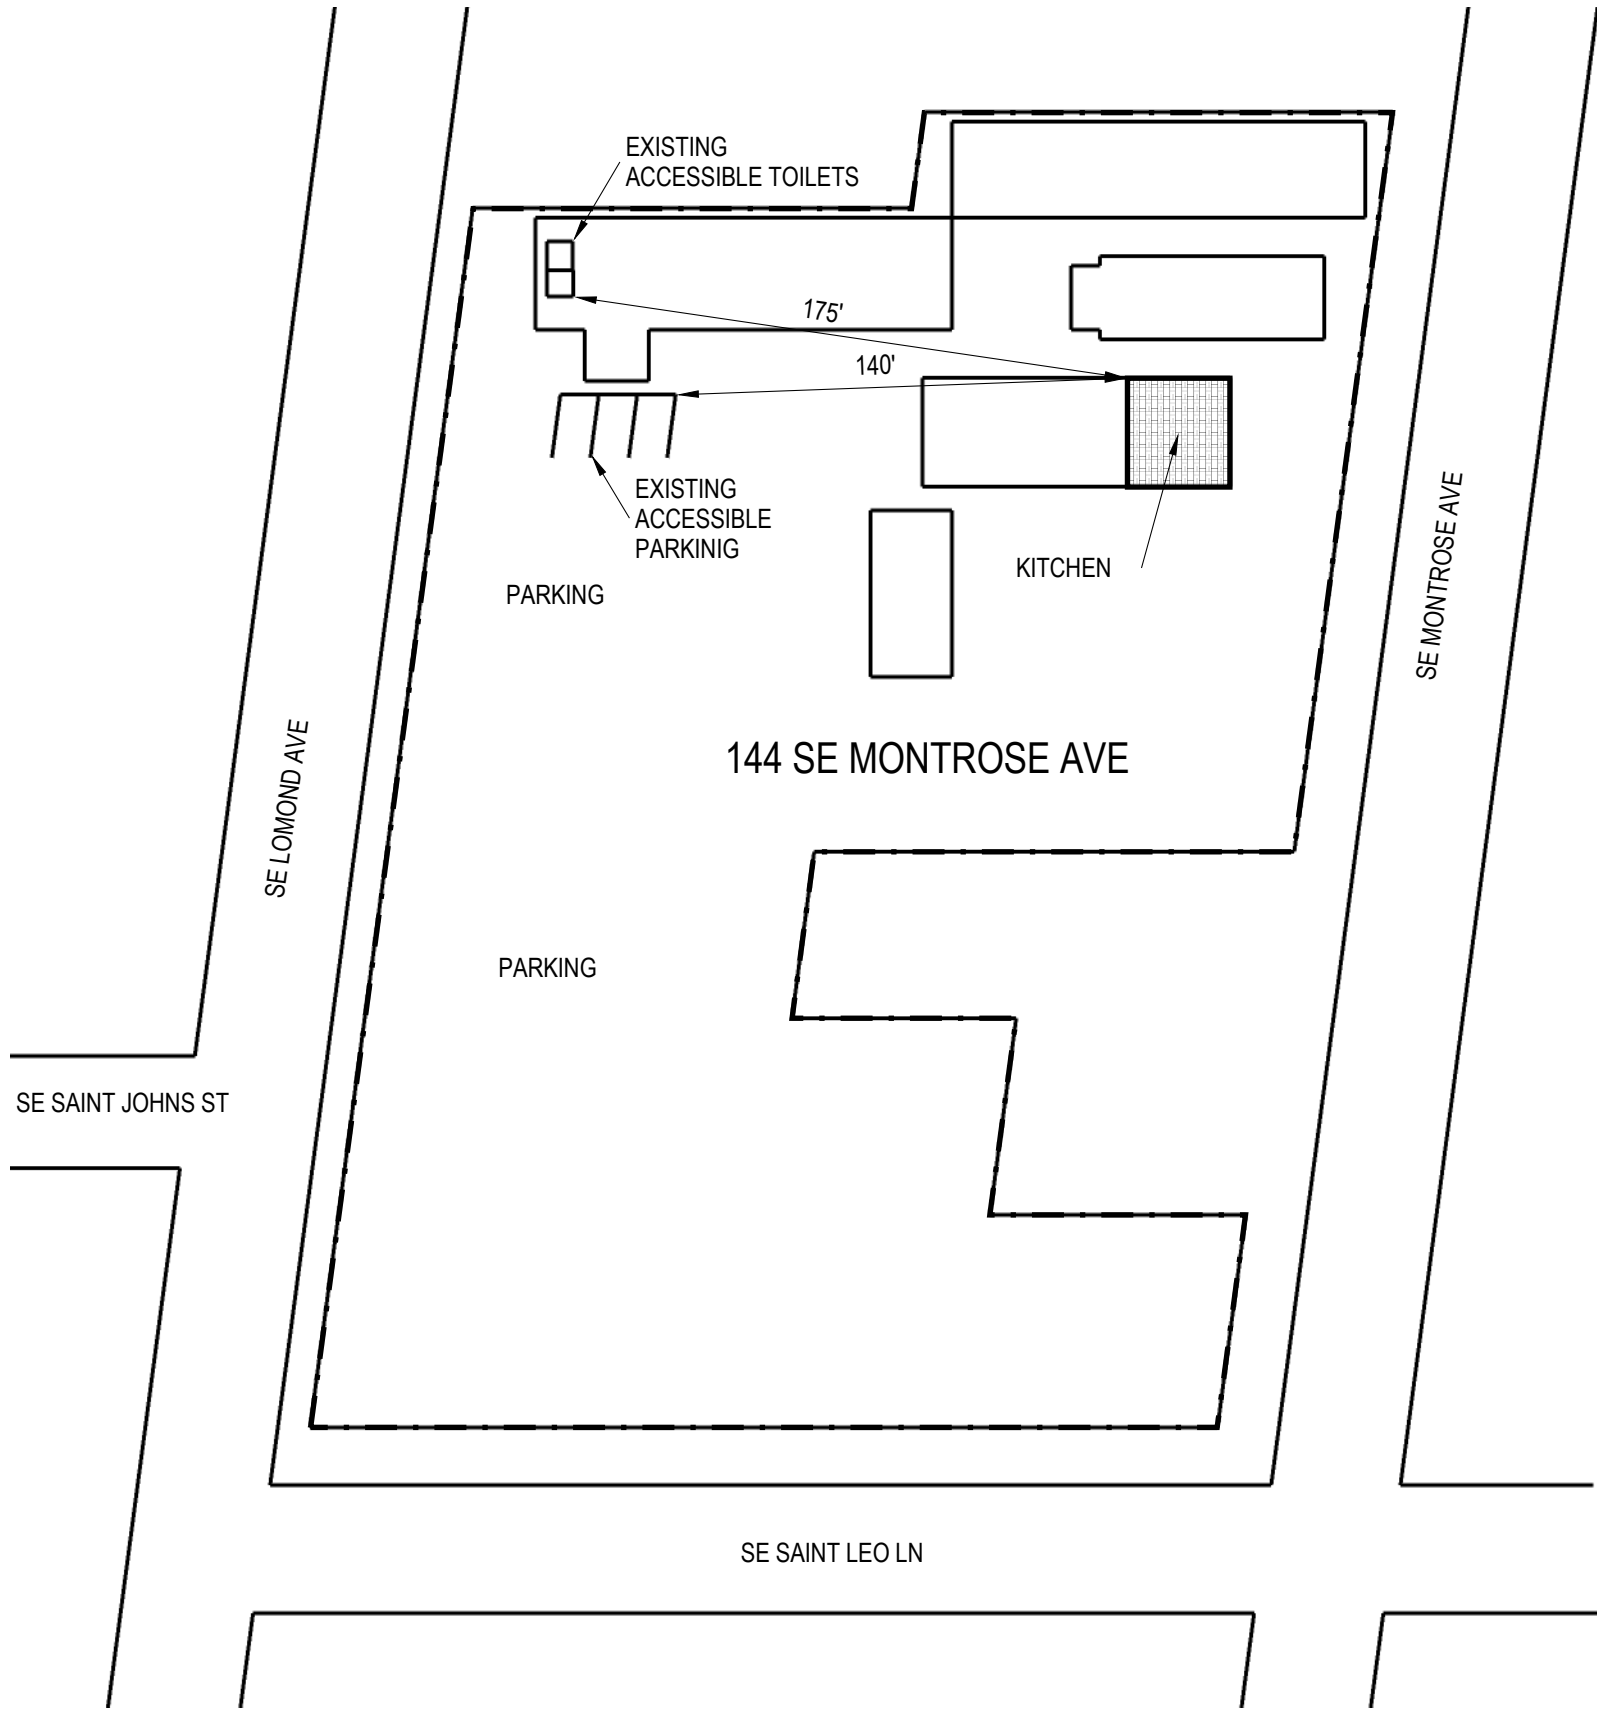 EXISTING
ACCESSIBLE TOILETS
175'
140'
EXISTING
ACCESSIBLE
PARKINIG
KITCHEN
PARKING
SE MONTROSE AVE
144 SE MONTROSE AVE
SE LOMOND AVE
PARKING
SE SAINT JOHNS ST
SE SAINT LEO LN